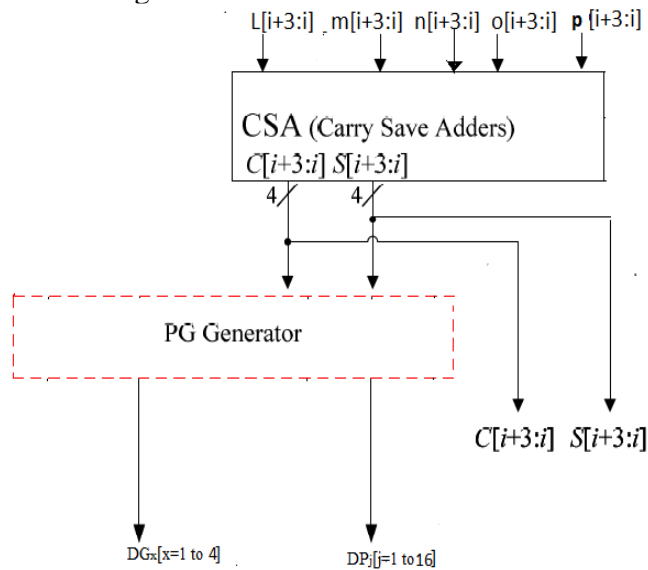 L[i+3:i] m[i+3:i] n[i+3:i] o[i+3:i] p[i+3:i]
CSA (Carry Save Adders)
C[i+3:i] S[i+3:i]
4 4
PG Generator
C[i+3:i] S[i+3:i]
DGx[x=1 to 4] DPj[j=1 to16]